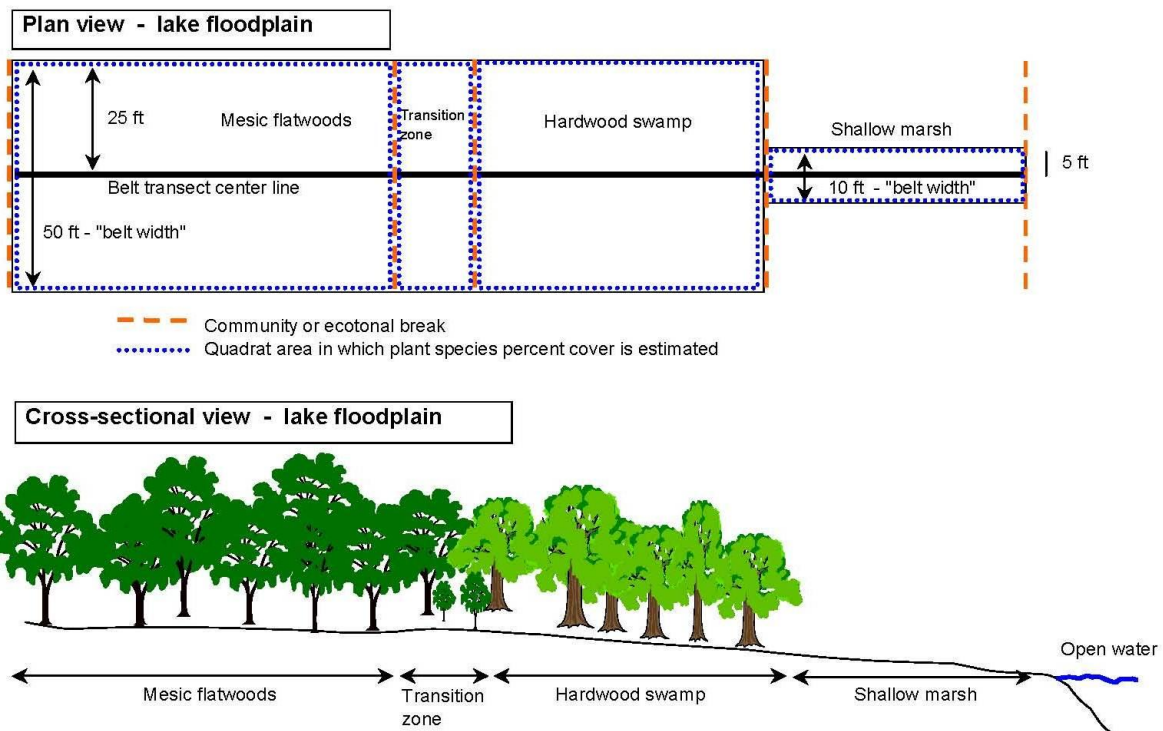 Plan view - lake floodplain
25 ft
Mesic flatwoods
Transition
zone
Hardwood swamp
Shallow marsh
5 ft
Belt transect center line
10 ft - "belt width"
50 ft - "belt width"
Community or ecotonal break
Quadrat area in which plant species percent cover is estimated
Cross-sectional view - lake floodplain
Open water
Mesic flatwoods
Transition
zone
Hardwood swamp
Shallow marsh